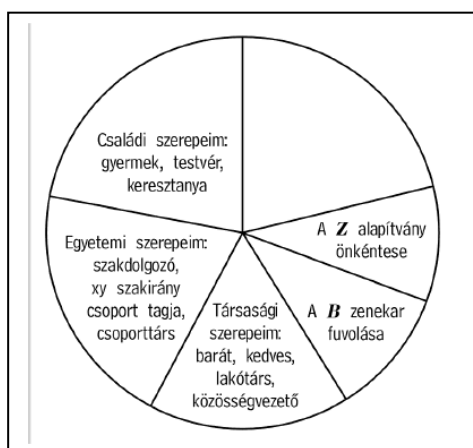 Családi szerepeim:
gyermek, testvér,
keresztanya
A Z alapítvány
önkéntese
Egyetemi szerepeim:
szakdolgozó,
xy szakirány
csoport tagja,
csoporttárs
Társasági
szerepeim:
barát, kedves,
lakótárs,
közösségvezető
A B zenekar
fuvolása